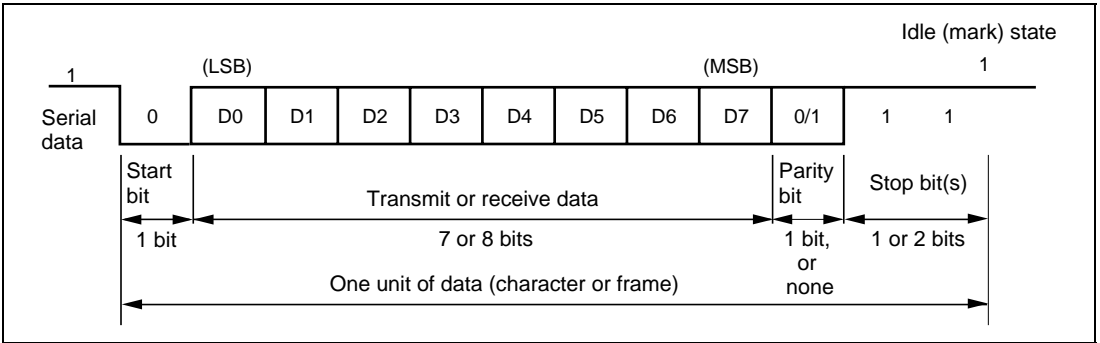 Idle (mark) state
1
(LSB)
(MSB)
1
Serial
data
0
D0
D1
D2
D3
D4
D5
D6
D7
0/1
1
1
Start
bit
Transmit or receive data
Parity
bit
Stop bit(s)
1 bit
7 or 8 bits
1 bit,
or
none
1 or 2 bits
One unit of data (character or frame)